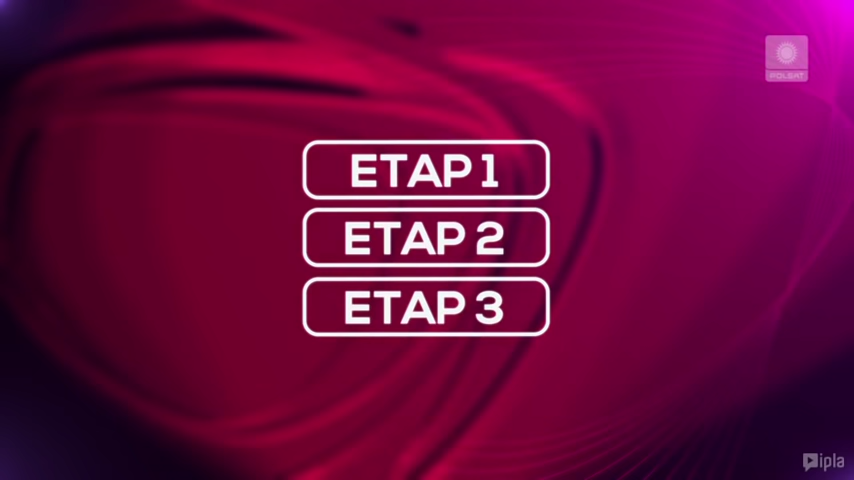 POLSAT
ETAP 1
ETAP 2
ETAP 3
ipla